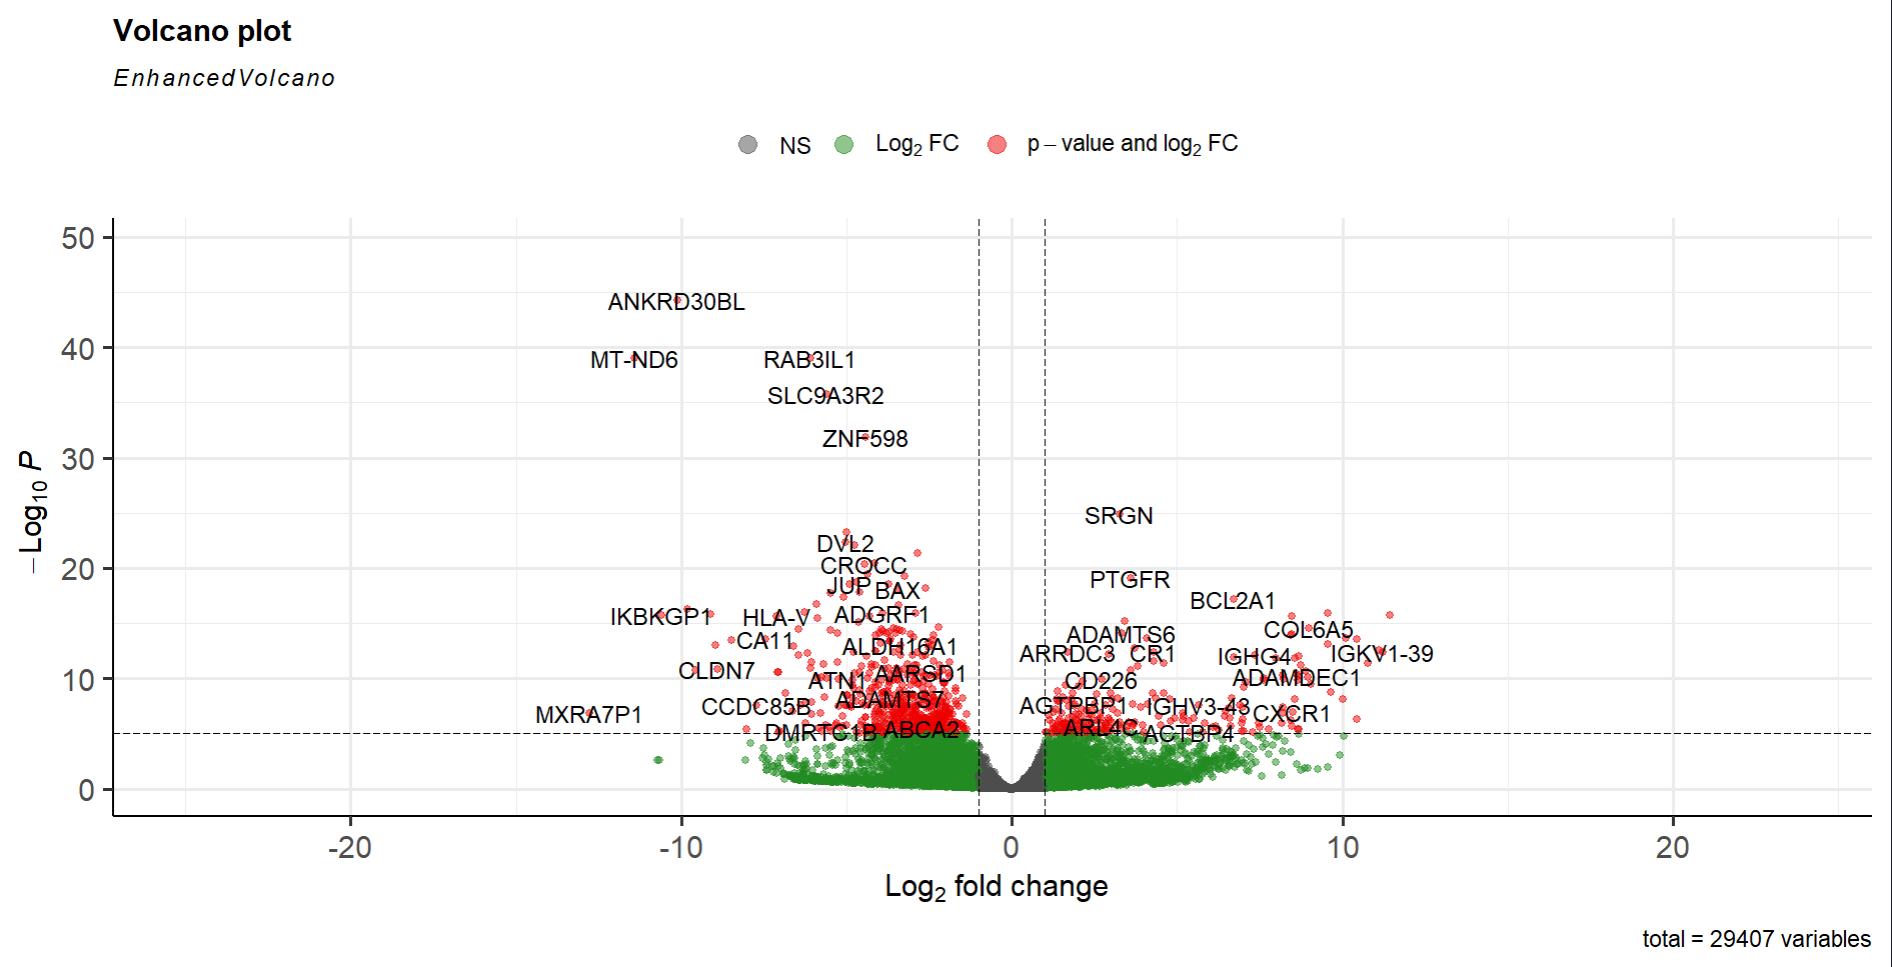 Volcano plot
EnhancedVolcano
NS Log2 FC p – value and log2 FC
50
40
30
20
10
0
–Log10 P
ANKRD30BL
MT-ND6 RAB3IL1
SLC9A3R2
ZNF598
SRGN
DVL2
CROCC
PTGFR
JUP BAX
BCL2A1
IKBKGP1 HLA-V ADGRF1
COL6A5
ADAMTS6
CA11 ALDH16A1
ARRDC3 CR1 IGHG4 IGKV1-39
CLDN7 AARSD1
ATN1 CD226 ADAMDEC1
ADAMTS7
CCDC85B AGTPBP1 IGHV3-43
MXRA7P1 CXCR1
DMRTC1B ABCA2 ARL4C ACTBP4
-20 -10 0 10 20
Log2 fold change
total = 29407 variables